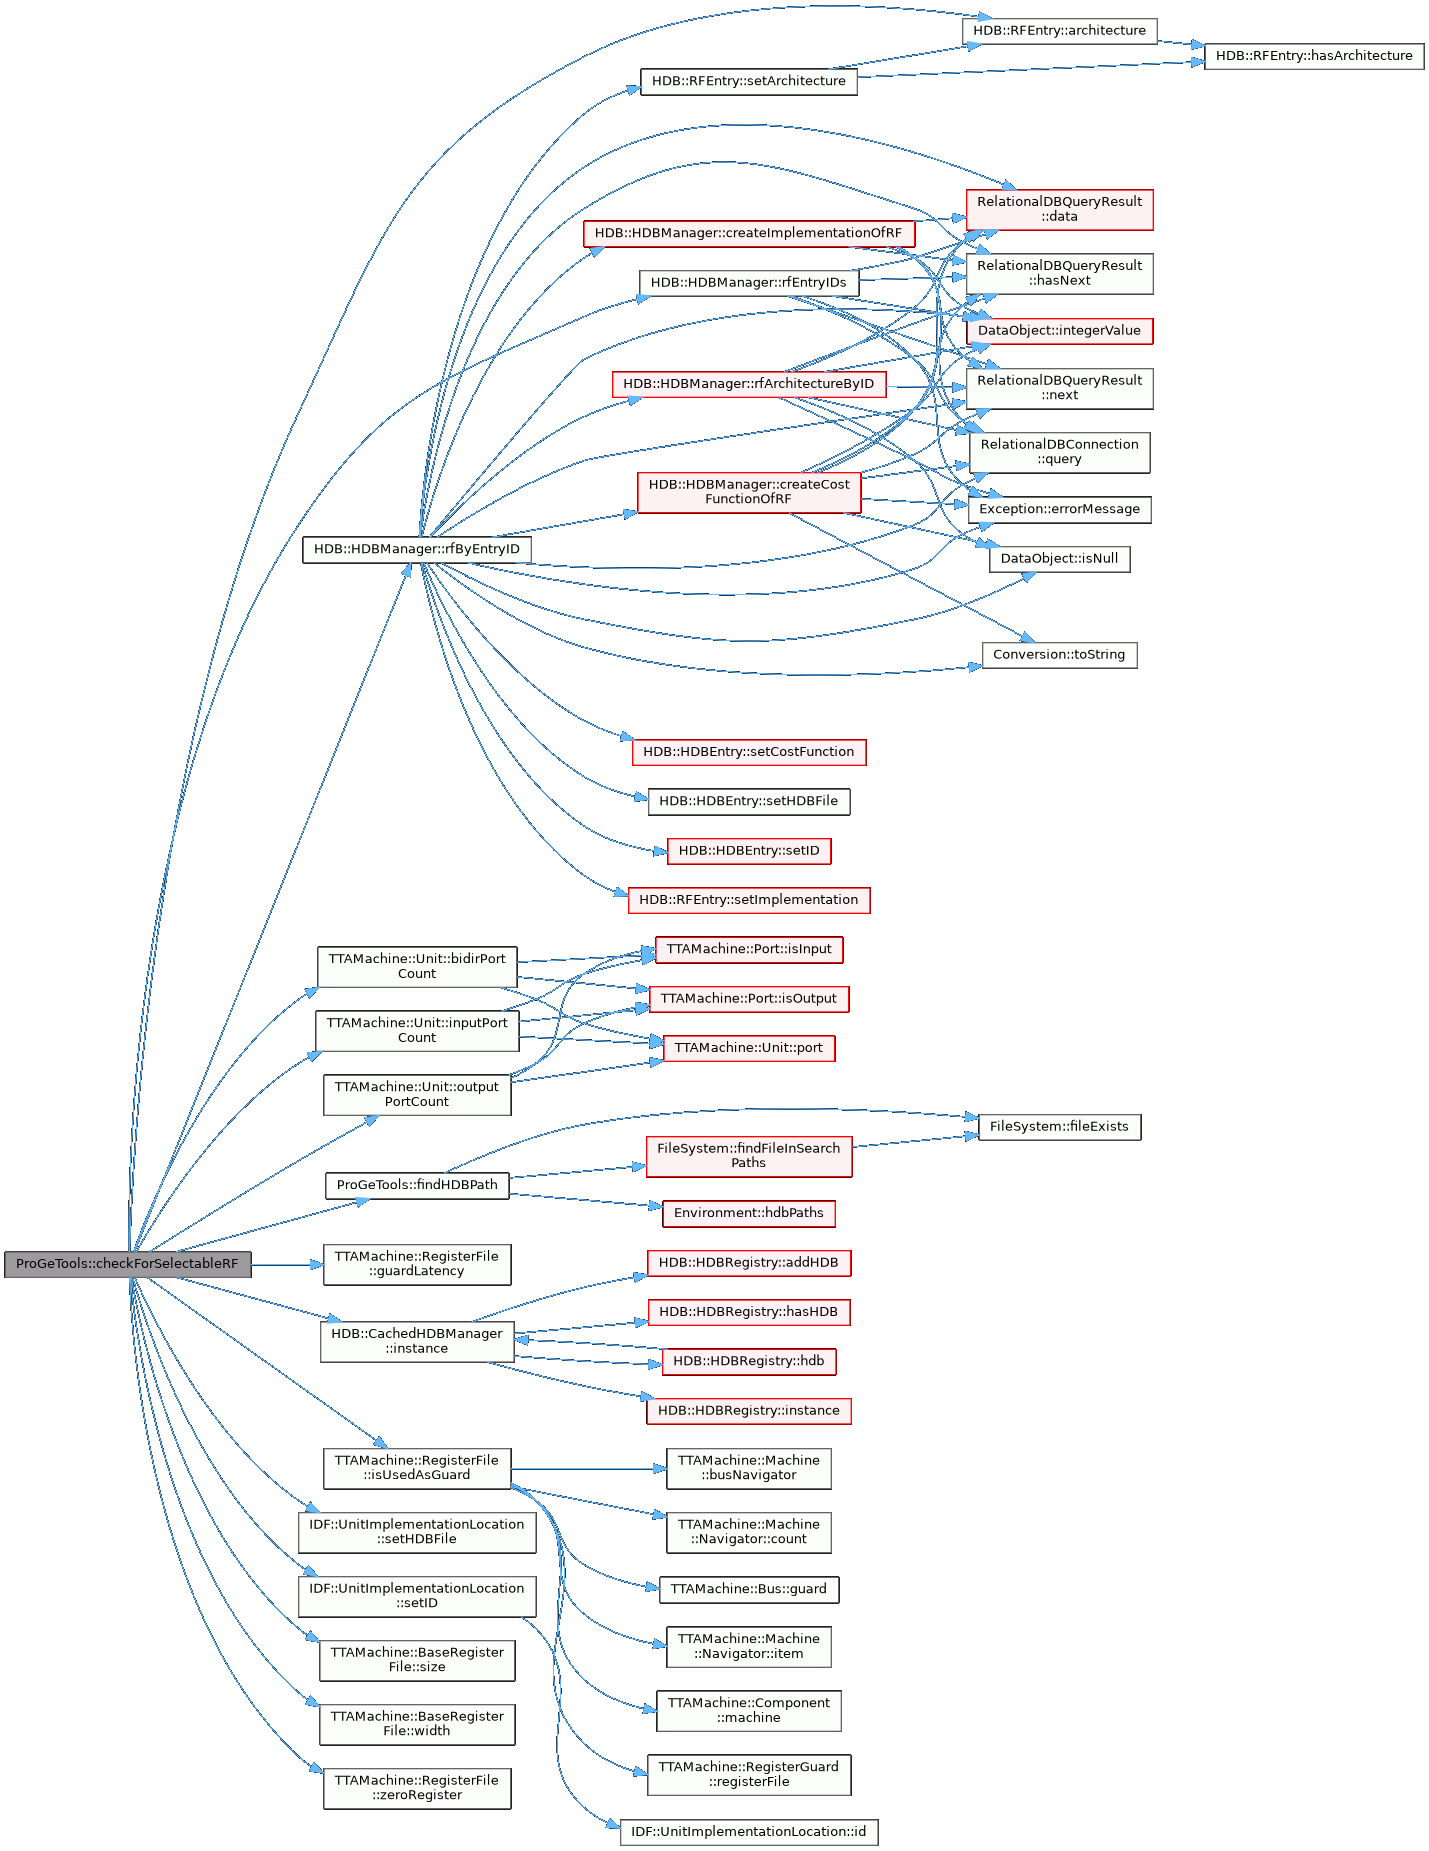 ProGeTools::checkForSelectableRF
HDB::RFEntry::architecture
HDB::RFEntry::hasArchitecture
HDB::RFEntry::setArchitecture
HDB::HDBManager::rfByEntryID
HDB::HDBManager::createImplementationOfRF
HDB::HDBManager::rfEntryIDs
HDB::HDBManager::rfArchitectureByID
HDB::HDBManager::createCost
FunctionOfRF
RelationalDBQueryResult
::data
RelationalDBQueryResult
::hasNext
DataObject::integerValue
RelationalDBQueryResult
::next
RelationalDBConnection
::query
Exception::errorMessage
DataObject::isNull
Conversion::toString
HDB::HDBEntry::setCostFunction
HDB::HDBEntry::setHDBFile
HDB::HDBEntry::setID
HDB::RFEntry::setImplementation
TTAMachine::Unit::bidirPort
Count
TTAMachine::Unit::inputPort
Count
TTAMachine::Unit::output
PortCount
TTAMachine::Port::isInput
TTAMachine::Port::isOutput
TTAMachine::Unit::port
ProGeTools::findHDBPath
FileSystem::findFileInSearch
Paths
FileSystem::fileExists
Environment::hdbPaths
TTAMachine::RegisterFile
::guardLatency
HDB::CachedHDBManager
::instance
HDB::HDBRegistry::addHDB
HDB::HDBRegistry::hasHDB
HDB::HDBRegistry::hdb
HDB::HDBRegistry::instance
TTAMachine::RegisterFile
::isUsedAsGuard
TTAMachine::Machine
::busNavigator
TTAMachine::Machine
::Navigator::count
TTAMachine::Bus::guard
TTAMachine::Machine
::Navigator::item
TTAMachine::Component
::machine
TTAMachine::RegisterGuard
::registerFile
IDF::UnitImplementationLocation
::setHDBFile
IDF::UnitImplementationLocation
::setID
IDF::UnitImplementationLocation::id
TTAMachine::BaseRegister
File::size
TTAMachine::BaseRegister
File::width
TTAMachine::RegisterFile
::zeroRegister